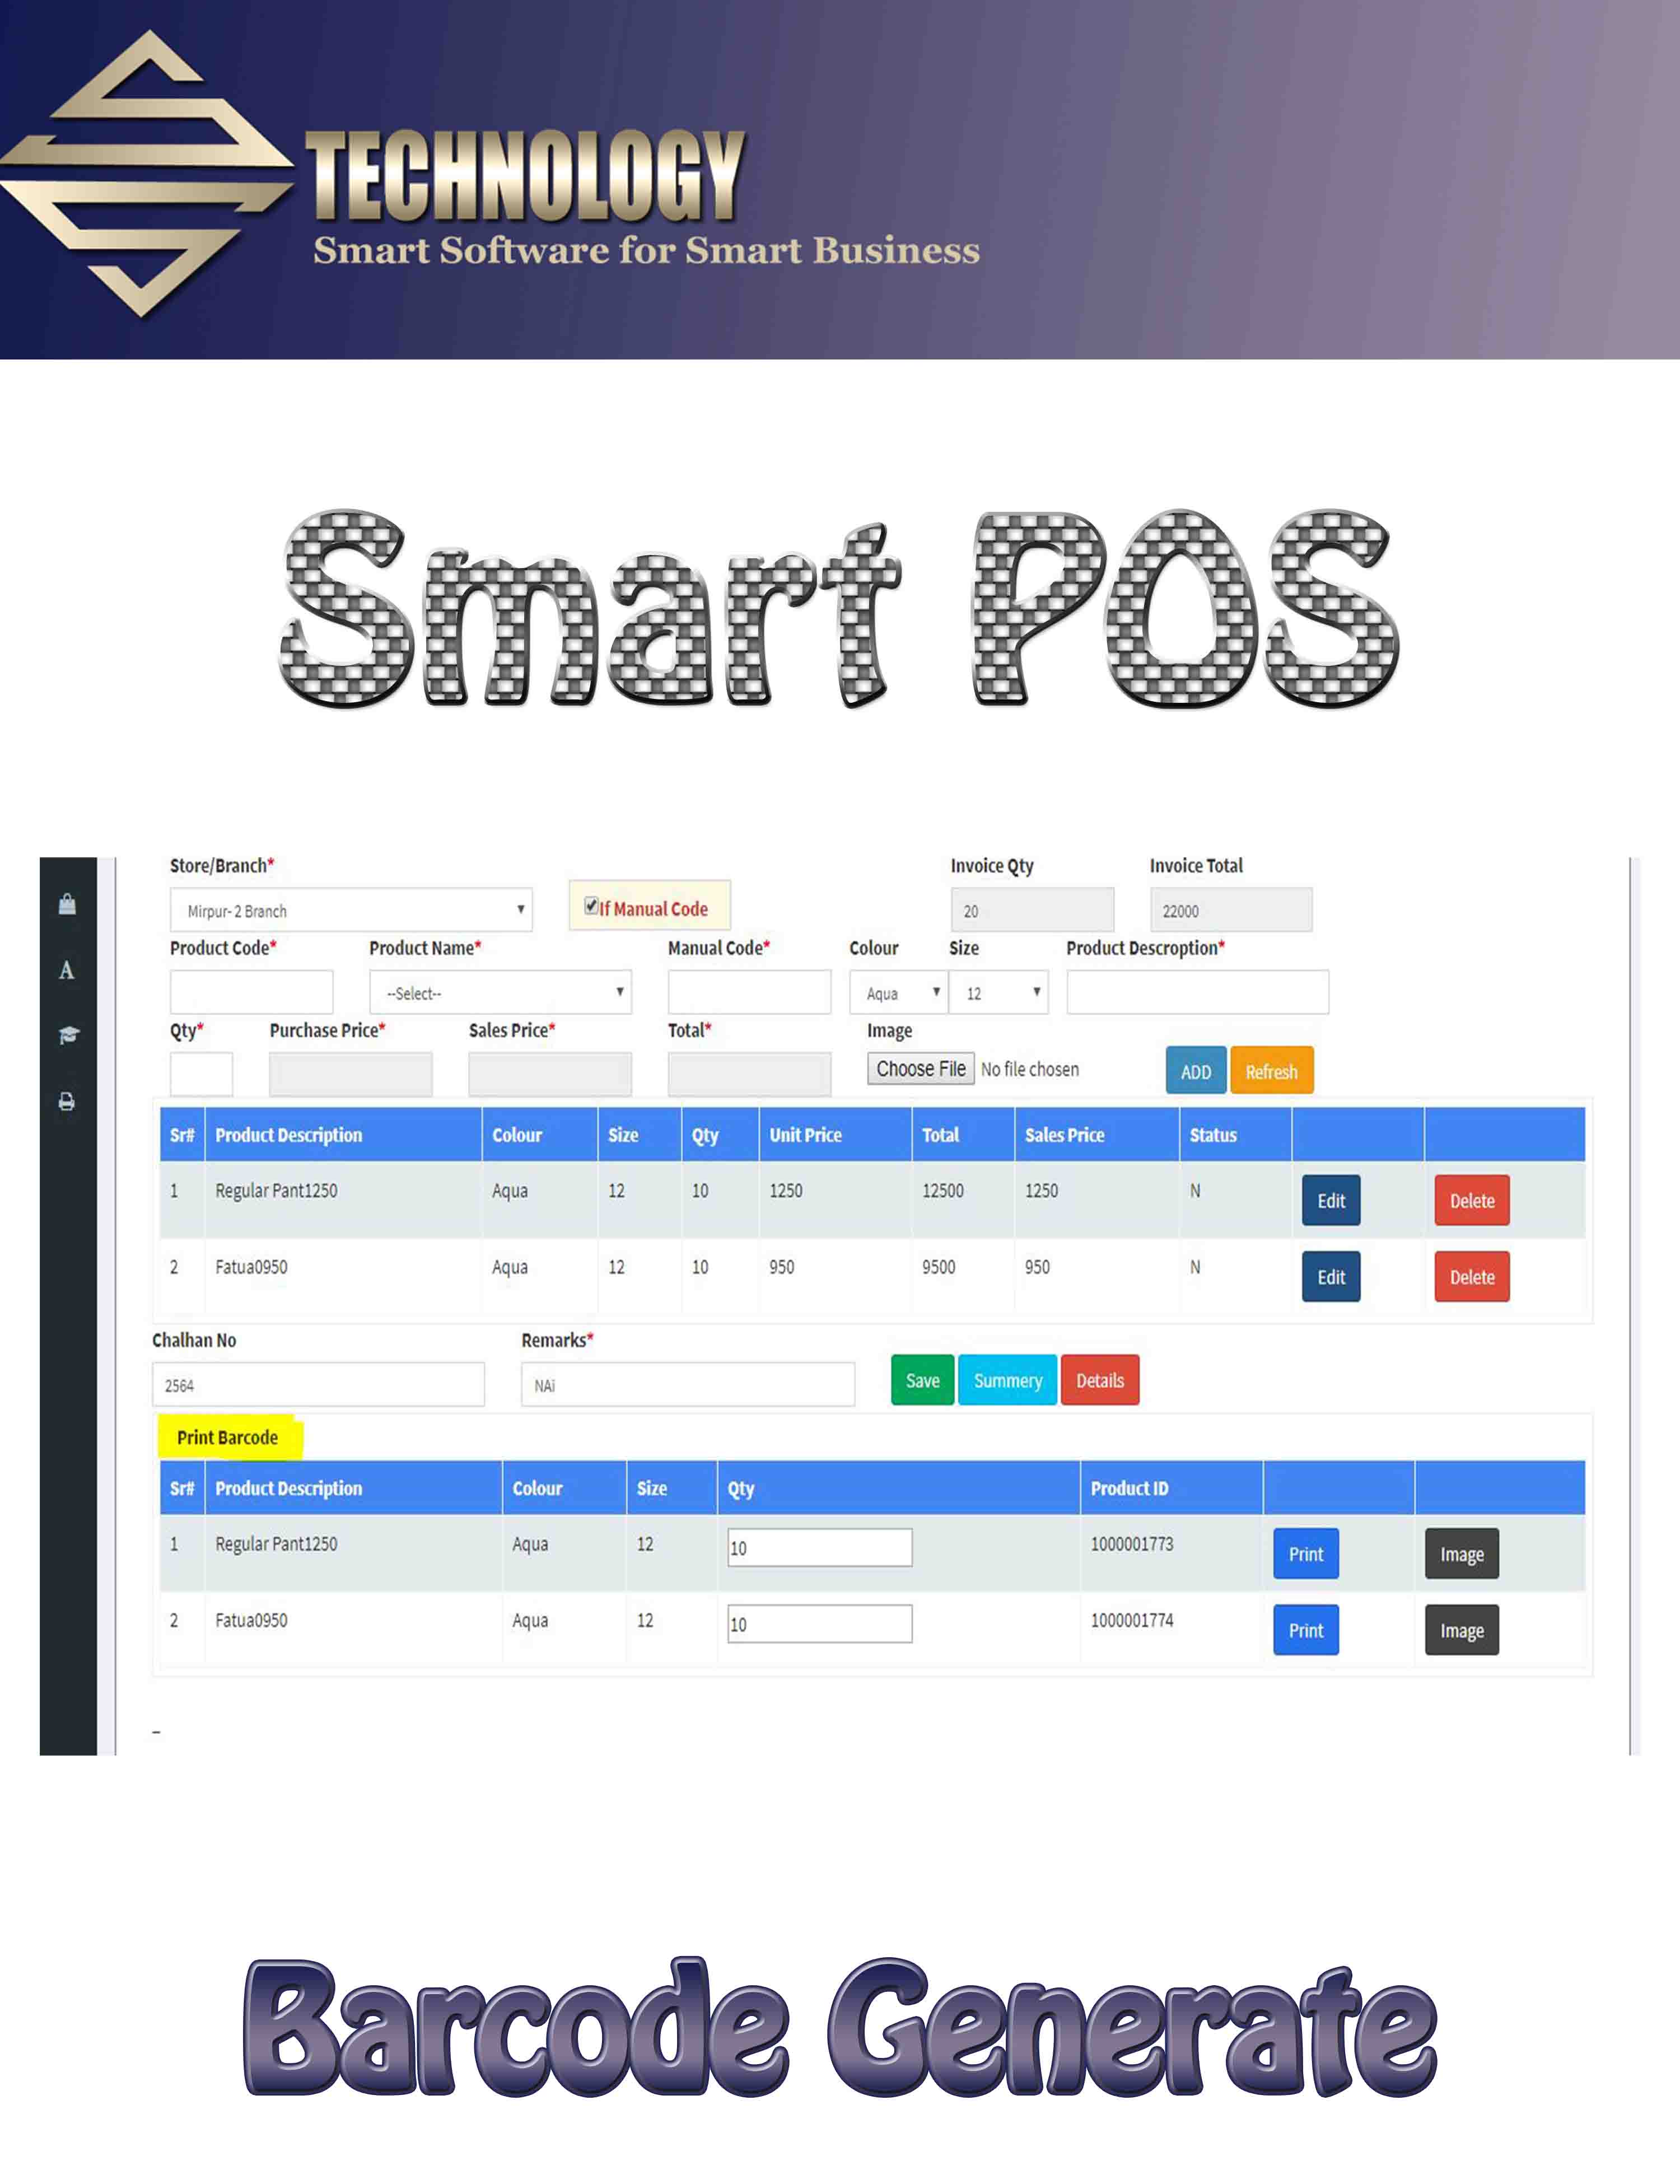 TECHNOLOGY
Smart Software for Smart Business
Smart POS
Store/Branch* Invoice Qty Invoice Total
Mirpur- 2 Branch If Manual Code 20 22000
Product Code* Product Name* Manual Code* Colour Size Product Descroption*
--Select-- Aqua 12
Qty* Purchase Price* Sales Price* Total* Image
Choose File No file chosen ADD Refresh
Sr# Product Description Colour Size Qty Unit Price Total Sales Price Status
1 Regular Pant1250 Aqua 12 10 1250 12500 1250 N Edit Delete
2 Fatua0950 Aqua 12 10 950 9500 950 N Edit Delete
Chalhan No Remarks*
2564 NAi Save Summery Details
Print Barcode
Sr# Product Description Colour Size Qty Product ID
1 Regular Pant1250 Aqua 12 10 1000001773 Print Image
2 Fatua0950 Aqua 12 10 1000001774 Print Image
Barcode Generate